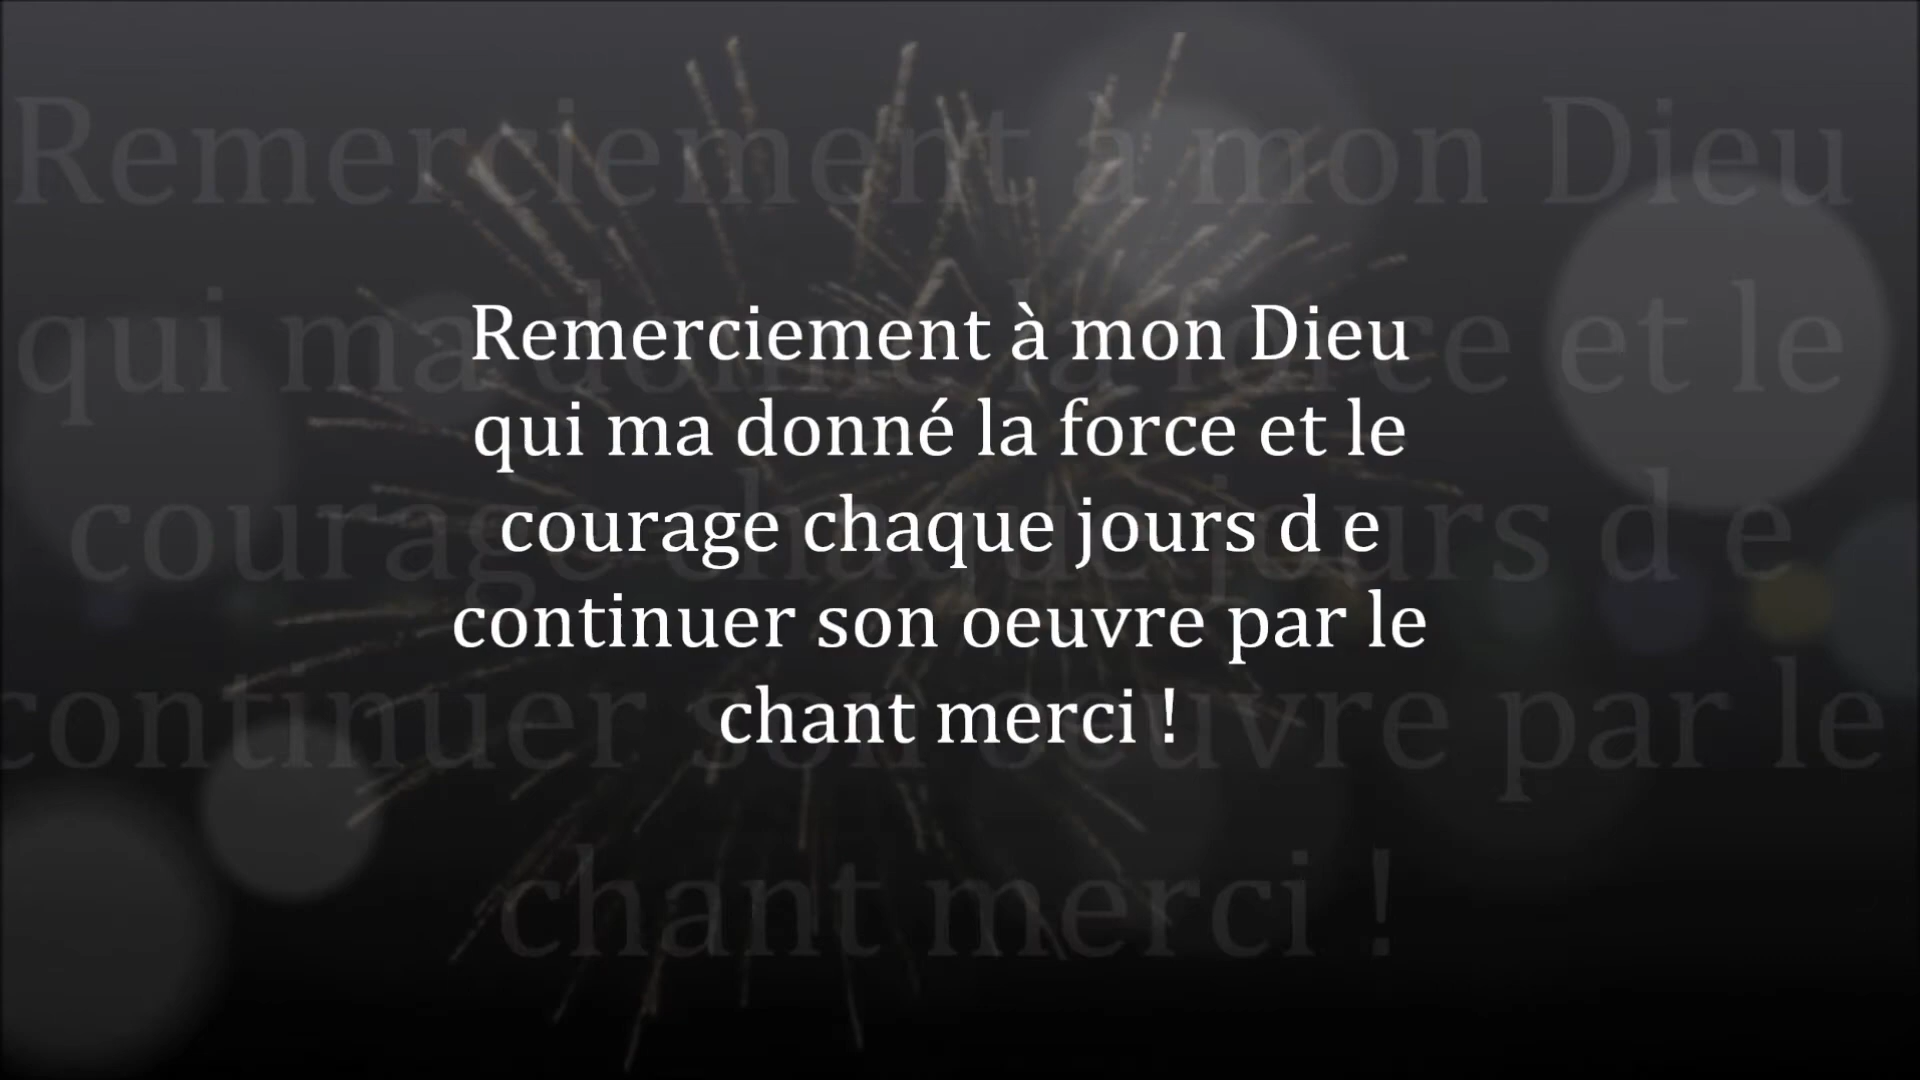 Remerciement à mon Dieu
qui ma donné la force et le
courage chaque jours d e
continuer son oeuvre par le
chant merci !